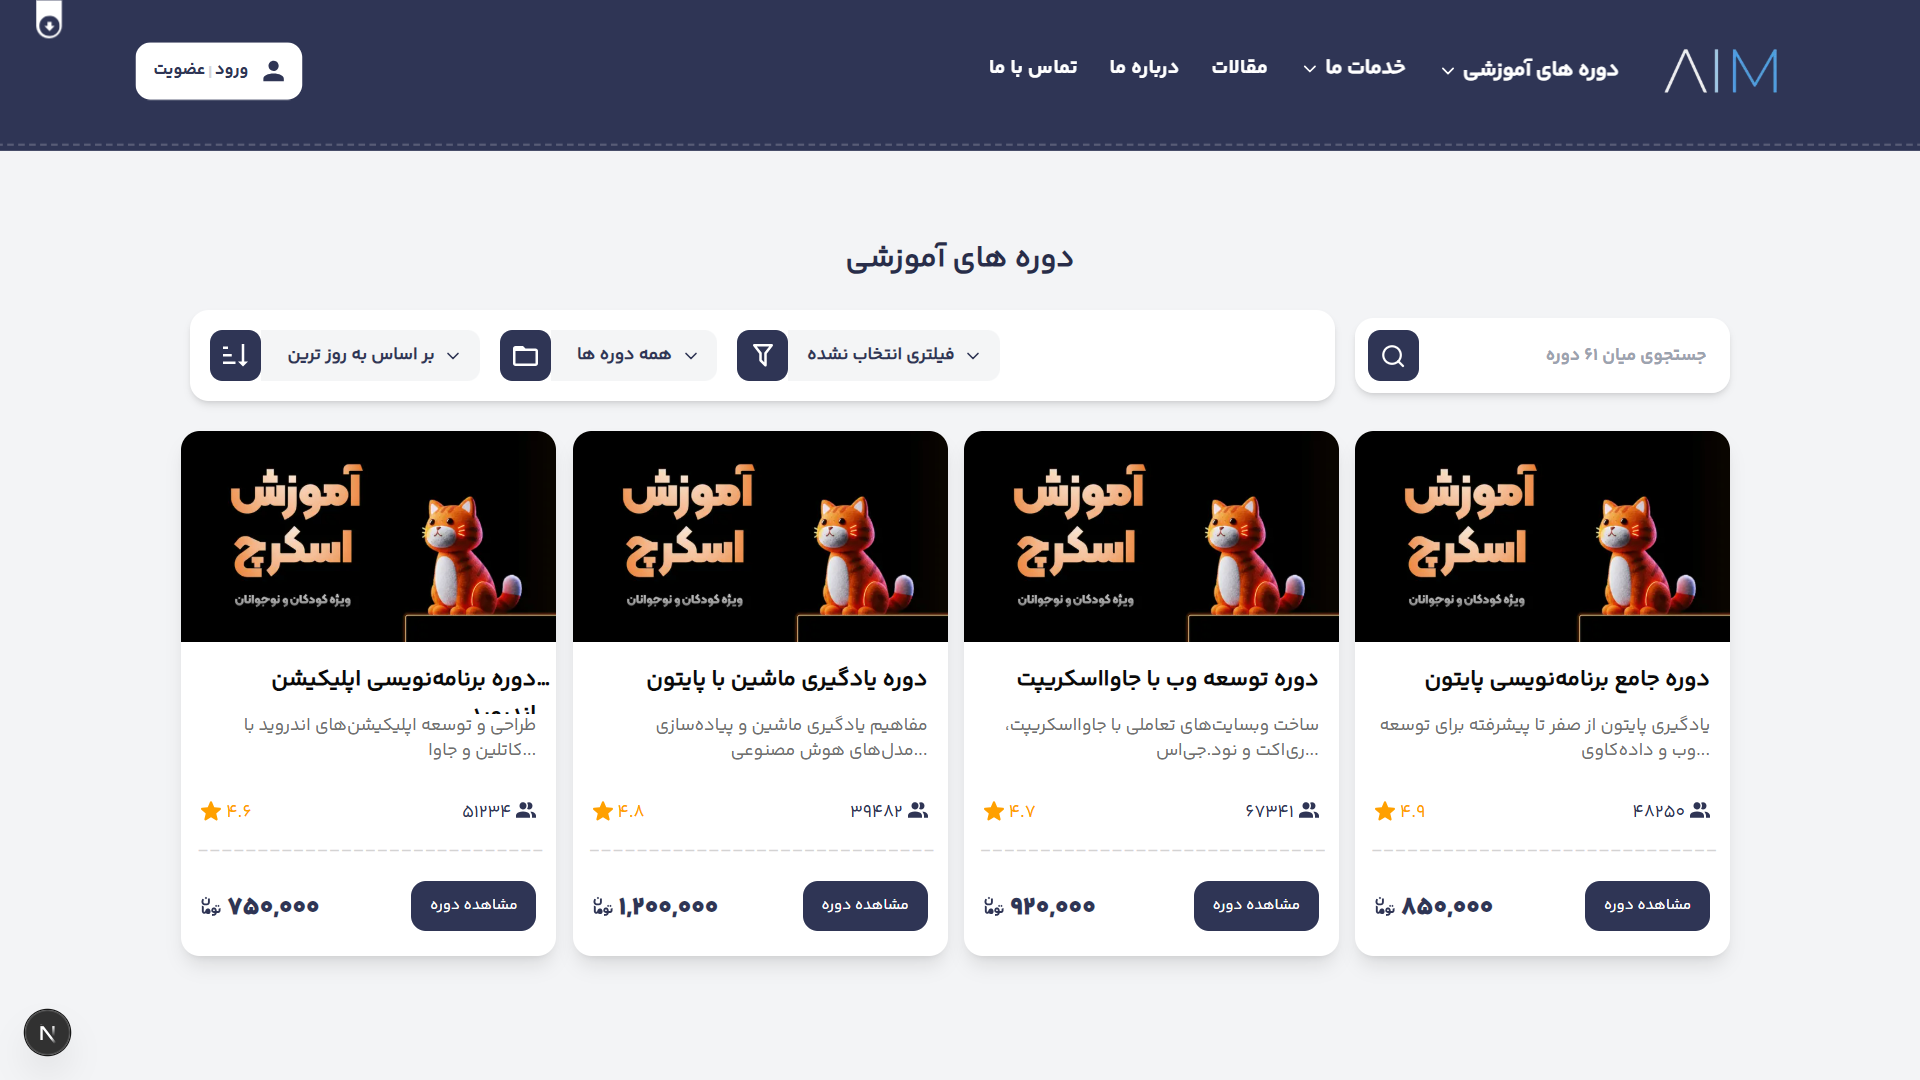 AIM
دوره های آموزشی
خدمات ما
مقالات
درباره ما
تماس با ما
ورود | عضویت
دوره های آموزشی
جستجوی میان ۶۱ دوره
فیلتری انتخاب نشده
همه دوره ها
بر اساس به روز ترین
آموزش
اسکرچ
ویژه کودکان و نوجوانان
دوره جامع برنامه‌نویسی پایتون
یادگیری پایتون از صفر تا پیشرفته برای توسعه
وب و داده‌کاوی...
۴۸۲۵۰
۴.۹
مشاهده دوره
۸۵۰,۰۰۰ تومان
آموزش
اسکرچ
ویژه کودکان و نوجوانان
دوره توسعه وب با جاوااسکریپت
ساخت وبسایت‌های تعاملی با جاوااسکریپت،
ری‌اکت و نود.جی‌اس...
۶۷۳۴۱
۴.۷
مشاهده دوره
۹۲۰,۰۰۰ تومان
آموزش
اسکرچ
ویژه کودکان و نوجوانان
دوره یادگیری ماشین با پایتون
مفاهیم یادگیری ماشین و پیاده‌سازی
مدل‌های هوش مصنوعی...
۳۹۴۸۲
۴.۸
مشاهده دوره
۱,۲۰۰,۰۰۰ تومان
آموزش
اسکرچ
ویژه کودکان و نوجوانان
...دوره برنامه‌نویسی اپلیکیشن
طراحی و توسعه اپلیکیشن‌های اندروید با
کاتلین و جاوا...
۵۱۲۳۴
۴.۶
مشاهده دوره
۷۵۰,۰۰۰ تومان
N